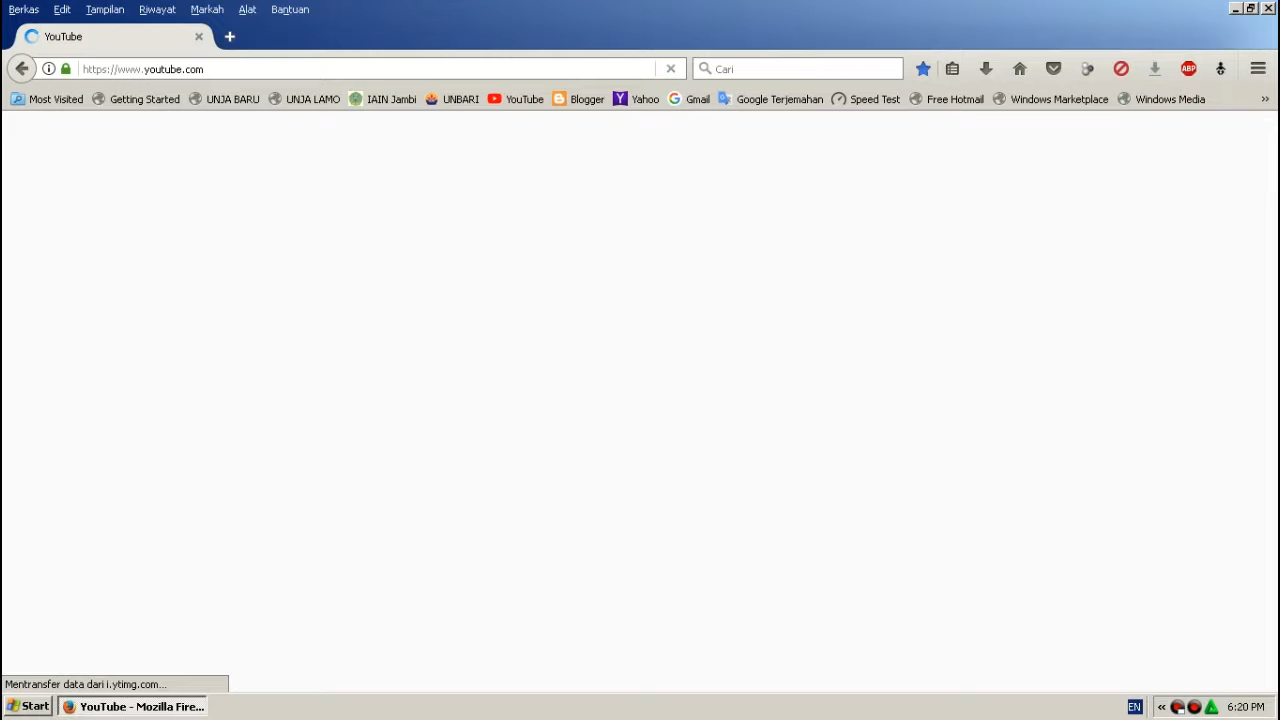 Berkas Edit Tampilan Riwayat Markah Alat Bantuan
YouTube
https://www.youtube.com Cari ABP
Most Visited Getting Started UNJA BARU UNJA LAMO IAIN Jambi UNBARI YouTube Blogger Yahoo Gmail Google Terjemahan Speed Test Free Hotmail Windows Marketplace Windows Media
Mentransfer data dari i.ytimg.com...
Start YouTube - Mozilla Fire... EN 6:20 PM